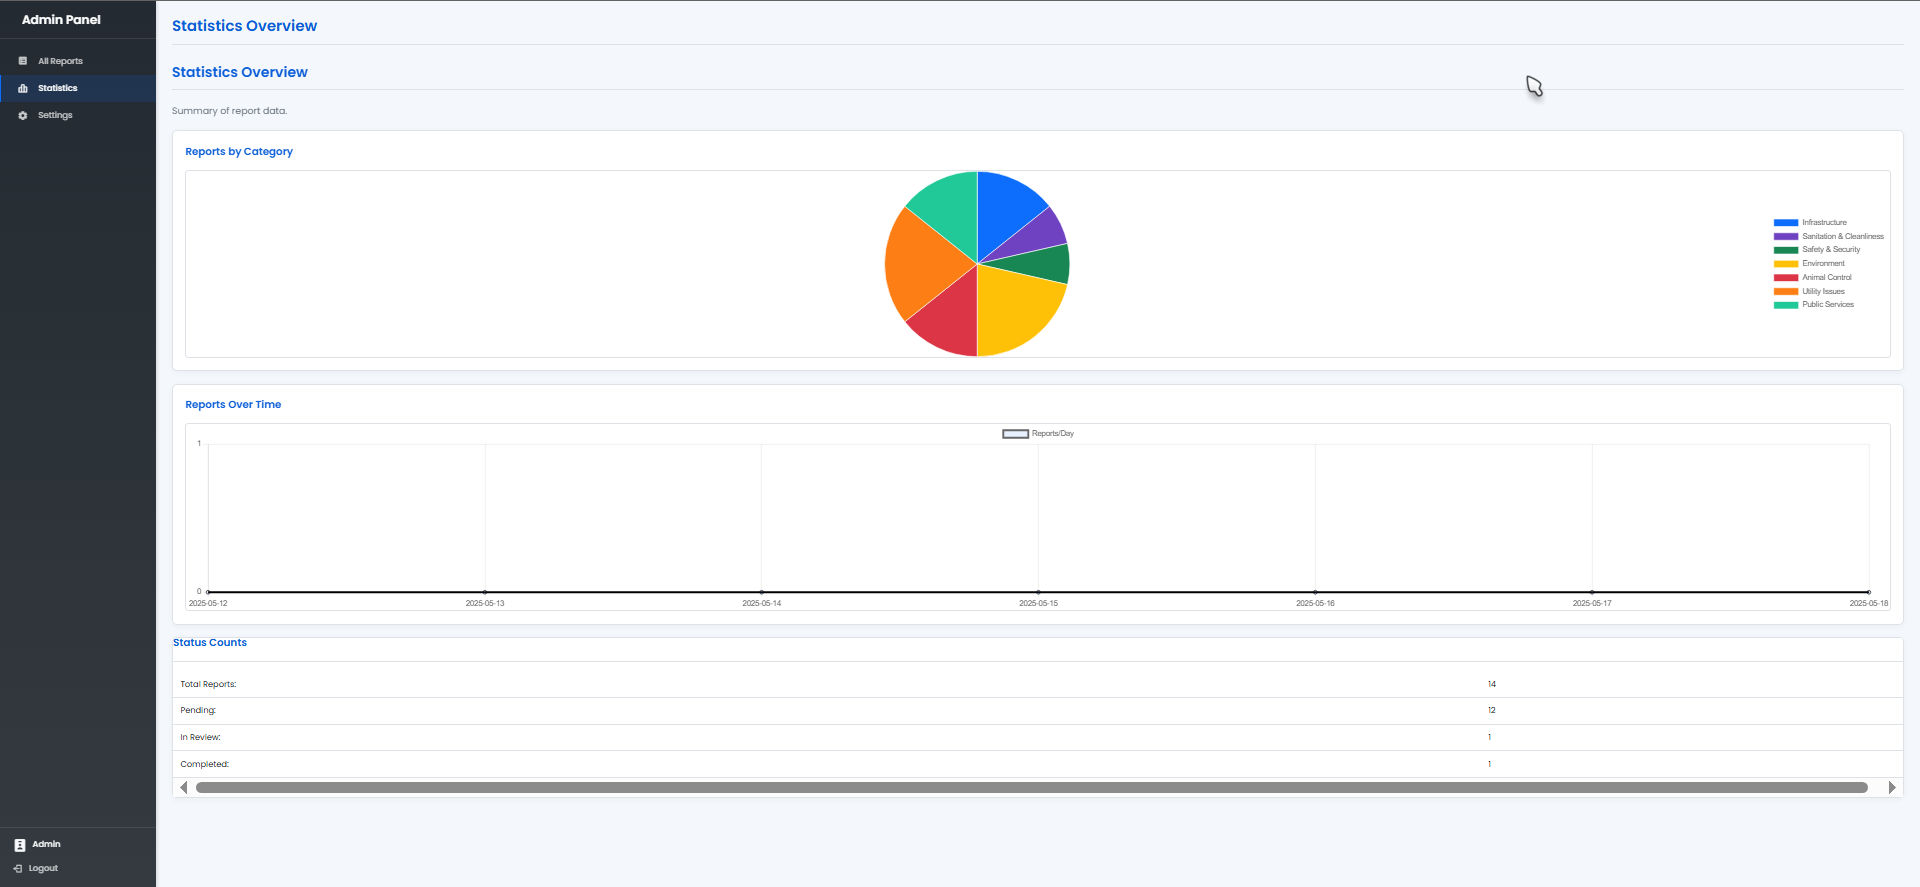 Admin Panel
All Reports
Statistics
Settings
Admin
Logout
Statistics Overview
Statistics Overview
Summary of report data.
Reports by Category
Infrastructure
Sanitation & Cleanliness
Safety & Security
Environment
Animal Control
Utility Issues
Public Services
Reports Over Time
Reports/Day
1
0
2025-05-12 2025-05-13 2025-05-14 2025-05-15 2025-05-16 2025-05-17 2025-05-18
Status Counts
Total Reports: 14
Pending: 12
In Review: 1
Completed: 1